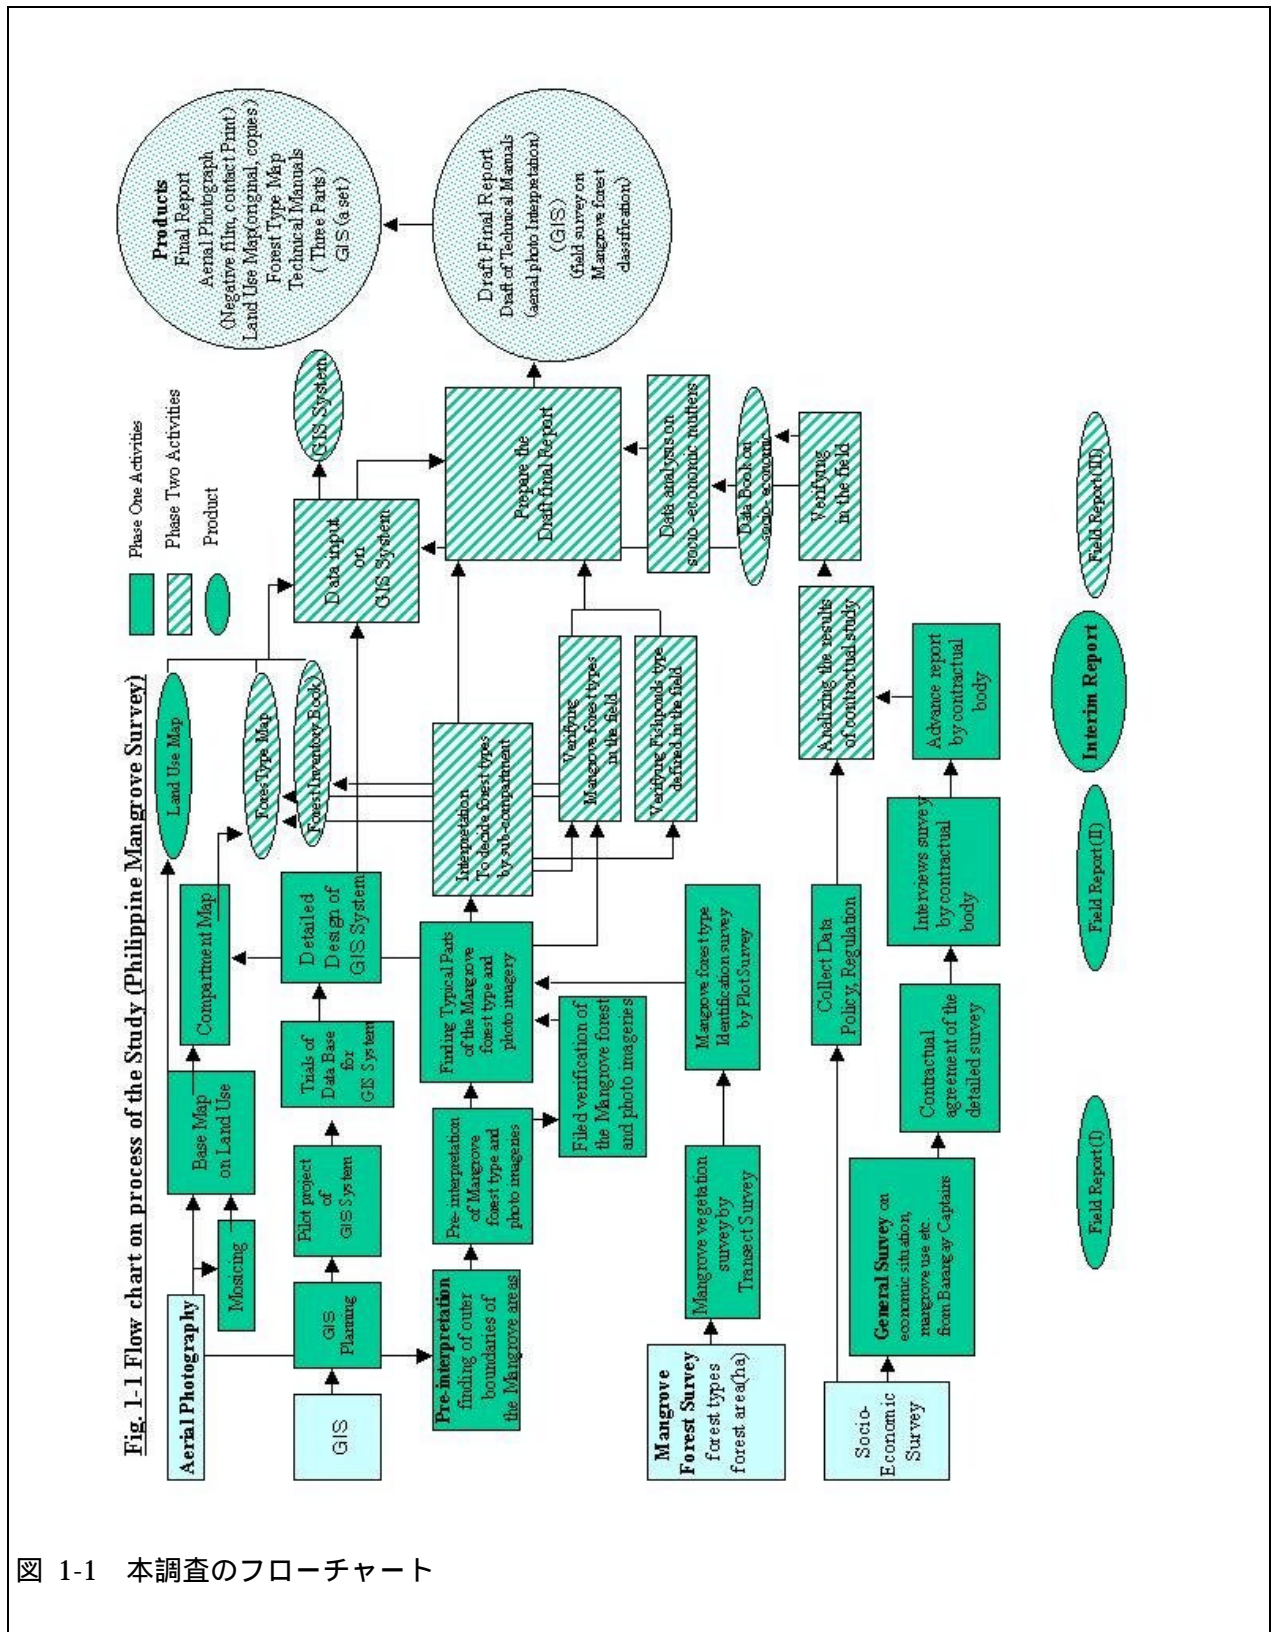 Fig. 1-1 Flow chart on process of the Study (Philippine Mangrove Survey)
Phase One Activities
Phase Two Activities
Product
Aerial Photography
Mosicing
Base Map
on Land Use
Compartment Map
Land Use Map
ForesType Map
Forest Inventory Book)
GIS
GIS
Planning
Pilot project
of
GIS System
Trials of
Data Base
for
GIS System
Detailed
Design of
GIS System
Data input
on
GIS System
GIS System
Pre-interpretation
finding of outer
boundaries of
the Mangrove areas
Pre-interpretation
of Mangrove
forest type and
photo imageries
Filed verification of
the Mangrove forest
and photo imageries
Finding Typical Parts
of the Mangrove
forest type and
photo imagery
Interpretation
To decide forest types
by sub-compartment
Verifying
Mangrove forest types
in the field
Verifying Fishponds type
defined in the field
Prepare the
Draft final Report
Mangrove
Forest Survey
forest types
forest area(ha)
Mangrove vegetation
survey by
Transect Survey
Mangrove forest type
Identification survey
by Plot Survey
Socio-
Economic
Survey
General Survey on
economic situation,
mangrove use etc.
from Barangay Captains
Collect Data
Policy, Regulation
Contractual
agreement of the
detailed survey
Interviews survey
by contractual
body
Advance report
by contractual
body
Analizing the results
of contractual study
Verifying
in the field
Data Book on
socio- economic
Data analysis on
socio-economic mutters
Draft Final Report
Draft of Technical Manuals
(aerial photo Interpretation)
(GIS)
(field survey on
Mangrove forest
classification)
Products
Final Report
Aerial Photograph
(Negative film, contact Print)
Land Use Map(original, copies)
Forest Type Map
Technical Manuals
( Three Parts)
GIS (a set)
Field Report(I)
Field Report(II)
Interim Report
Field Report(III)
図 1-1 本調査のフローチャート